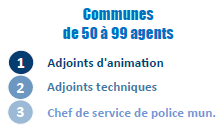 Communes
de 50 à 99 agents
1 Adjoints d'animation
2 Adjoints techniques
3 Chef de service de police mun.